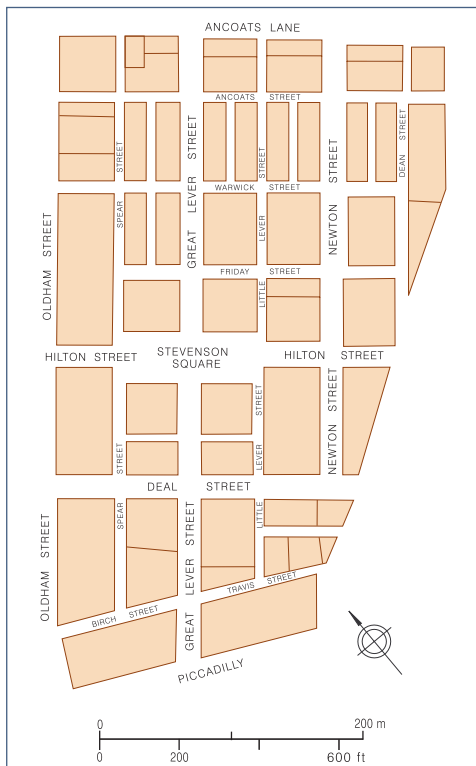 ANCOATS LANE
ANCOATS STREET
OLDHAM STREET
SPEAR STREET
GREAT LEVER STREET
LITTLE LEVER STREET
NEWTON STREET
DEAN STREET
WARWICK STREET
FRIDAY STREET
HILTON STREET
STEVENSON
SQUARE
HILTON STREET
SPEAR STREET
LITTLE LEVER STREET
NEWTON STREET
DEAL STREET
OLDHAM STREET
GREAT LEVER STREET
BIRCH STREET
TRAVIS STREET
PICCADILLY
0 200 m
0 200 600 ft